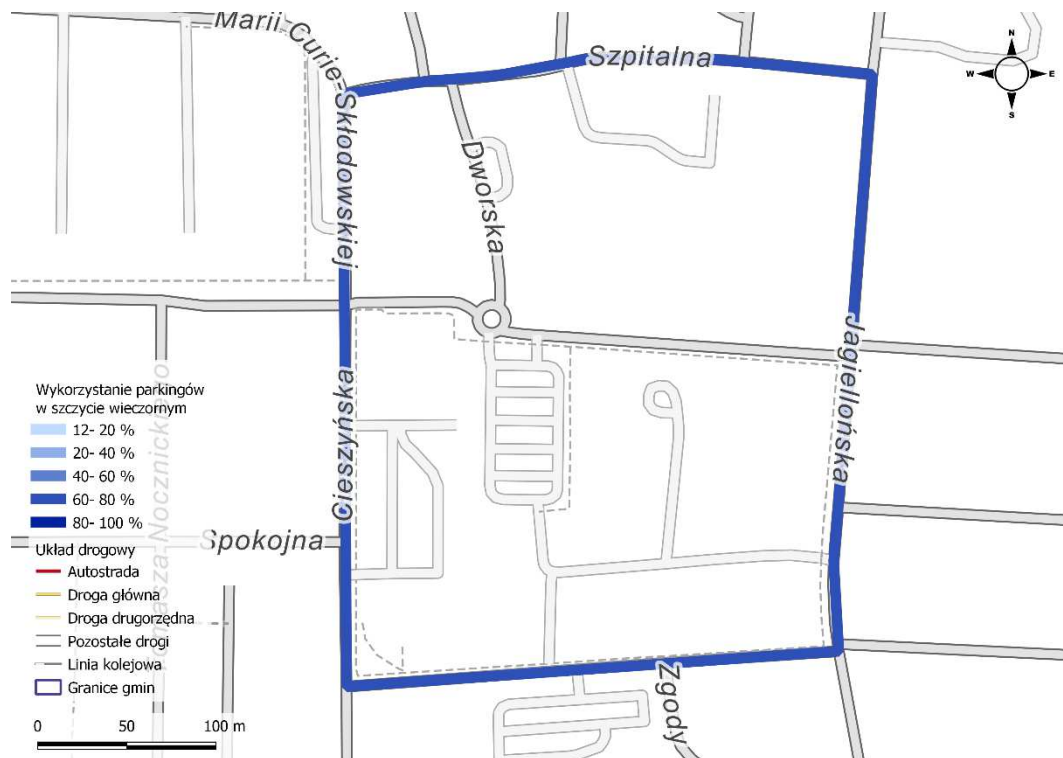 Marii Curie-Skłodowskiej
Szpitalna
N
W
E
S
Dworska
Jagiellońska
Cieszyńska
Spokojna
Tomasza Nocznickiego
Zgody
Wykorzystanie parkingów
w szczycie wieczornym
12- 20 %
20- 40 %
40- 60 %
60- 80 %
80- 100 %
Układ drogowy
Autostrada
Droga główna
Droga drugorzędna
Pozostałe drogi
Linia kolejowa
Granice gmin
0 50 100 m